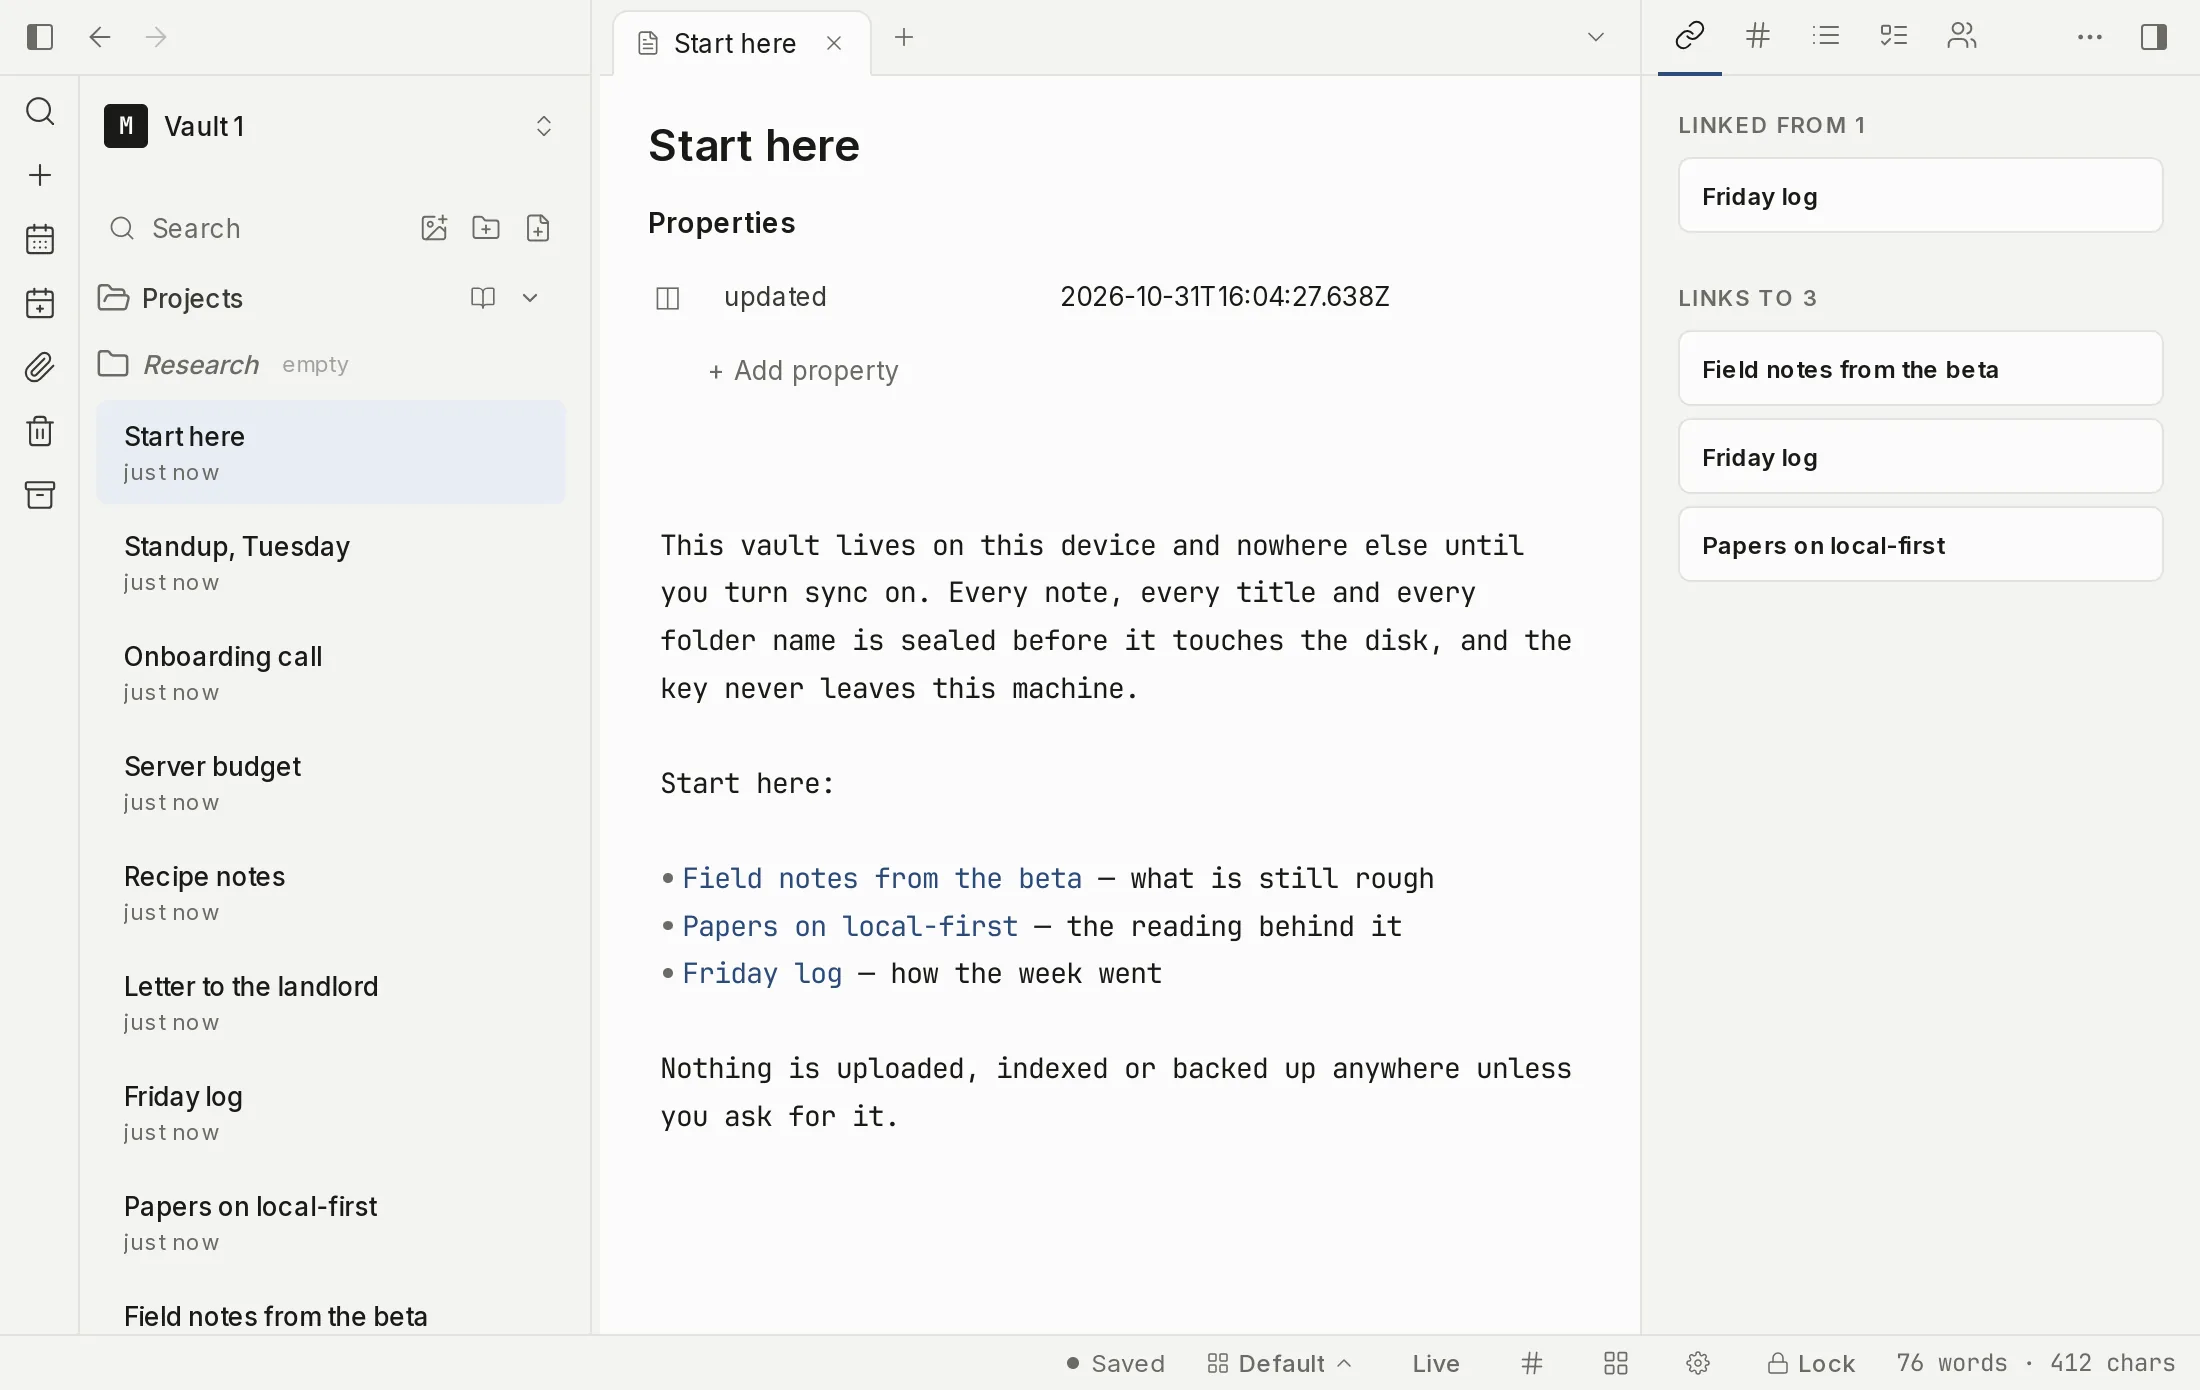 Start here
M Vault 1
Search
Projects
Research empty
Start here
just now
Standup, Tuesday
just now
Onboarding call
just now
Server budget
just now
Recipe notes
just now
Letter to the landlord
just now
Friday log
just now
Papers on local-first
just now
Field notes from the beta
Start here
Properties
updated 2026-10-31T16:04:27.638Z
+ Add property
This vault lives on this device and nowhere else until
you turn sync on. Every note, every title and every
folder name is sealed before it touches the disk, and the
key never leaves this machine.
Start here:
• Field notes from the beta — what is still rough
• Papers on local-first — the reading behind it
• Friday log — how the week went
Nothing is uploaded, indexed or backed up anywhere unless
you ask for it.
LINKED FROM 1
Friday log
LINKS TO 3
Field notes from the beta
Friday log
Papers on local-first
Saved Default Live Lock 76 words · 412 chars